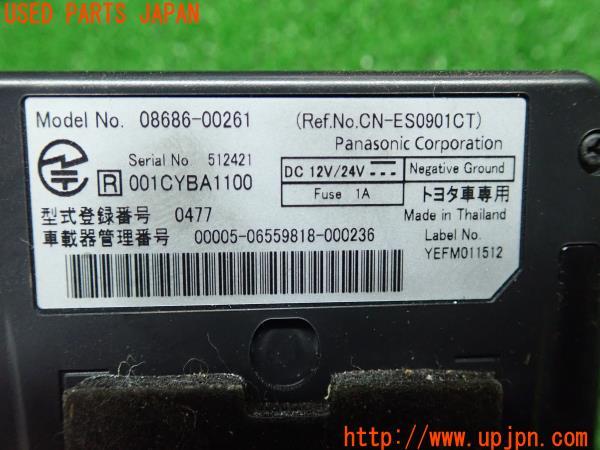 USED PARTS JAPAN
Model No. 08686-00261 (Ref.No.CN-ES0901CT)
Panasonic Corporation
Serial No. 512421
R 001CYBA1100
DC 12V/24V Negative Ground
Fuse 1A トヨタ車専用
型式登録番号 0477 Made in Thailand
車載器管理番号 00005-06559818-000236 Label No.
YEFM011512
UPJ https://www.upjpn.com/